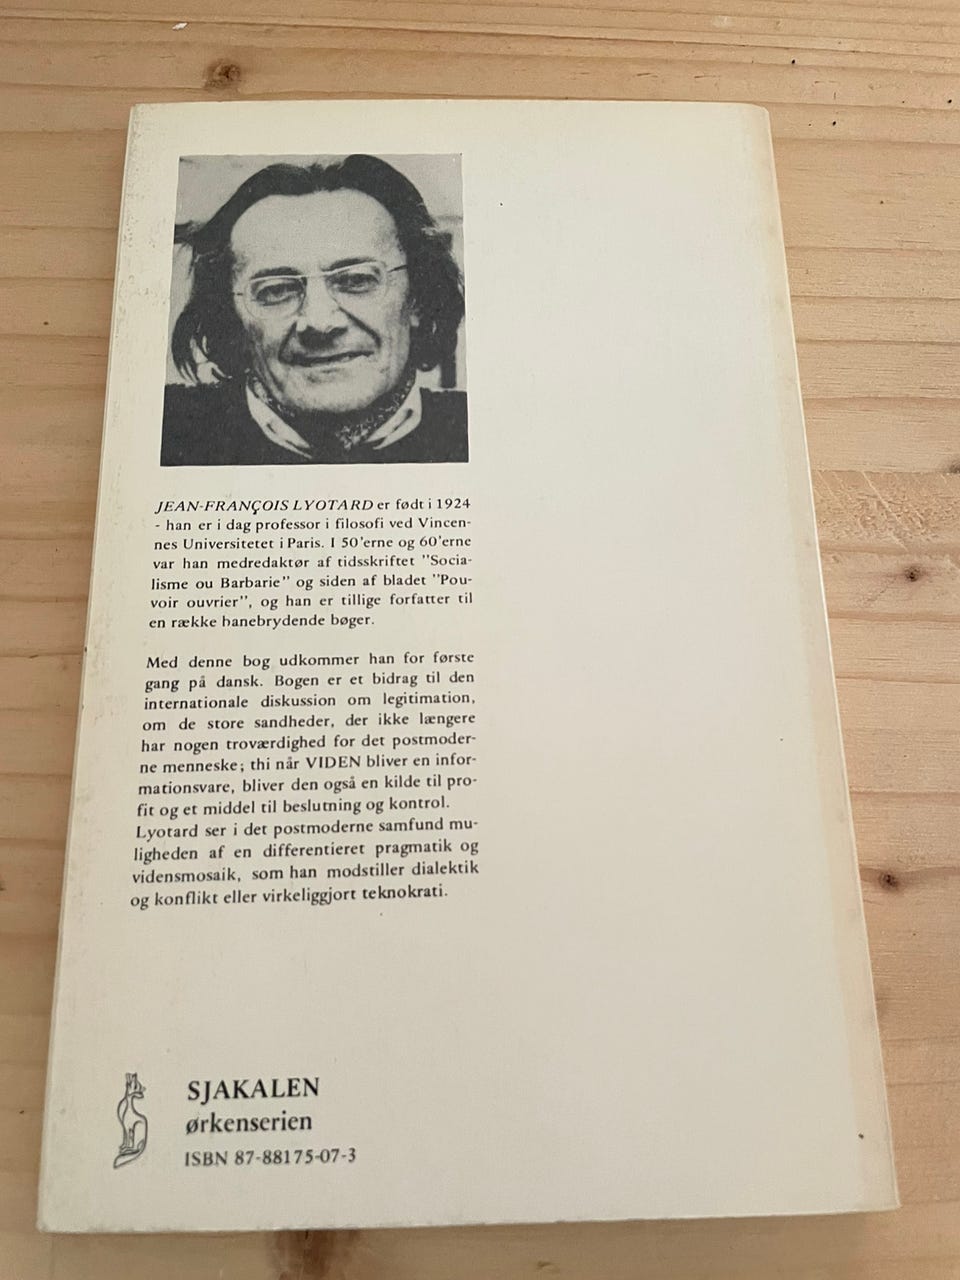 JEAN-FRANÇOIS LYOTARD er født i 1924
- han er i dag professor i filosofi ved Vincen-
nes Universitetet i Paris. I 50'erne og 60'erne
var han medredaktør af tidsskriftet "Socia-
lisme ou Barbarie" og siden af bladet "Pou-
voir ouvrier", og han er tillige forfatter til
en række banebrydende bøger.
Med denne bog udkommer han for første
gang på dansk. Bogen er et bidrag til den
internationale diskussion om legitimation,
om de store sandheder, der ikke længere
har nogen troværdighed for det postmoder-
ne menneske; thi når VIDEN bliver en infor-
mationsvare, bliver den også en kilde til pro-
fit og et middel til beslutning og kontrol.
Lyotard ser i det postmoderne samfund mu-
ligheden af en differentieret pragmatik og
vidensmosaik, som han modstiller dialektik
og konflikt eller virkeliggjort teknokrati.
SJAKALEN
ørkenserien
ISBN 87-88175-07-3